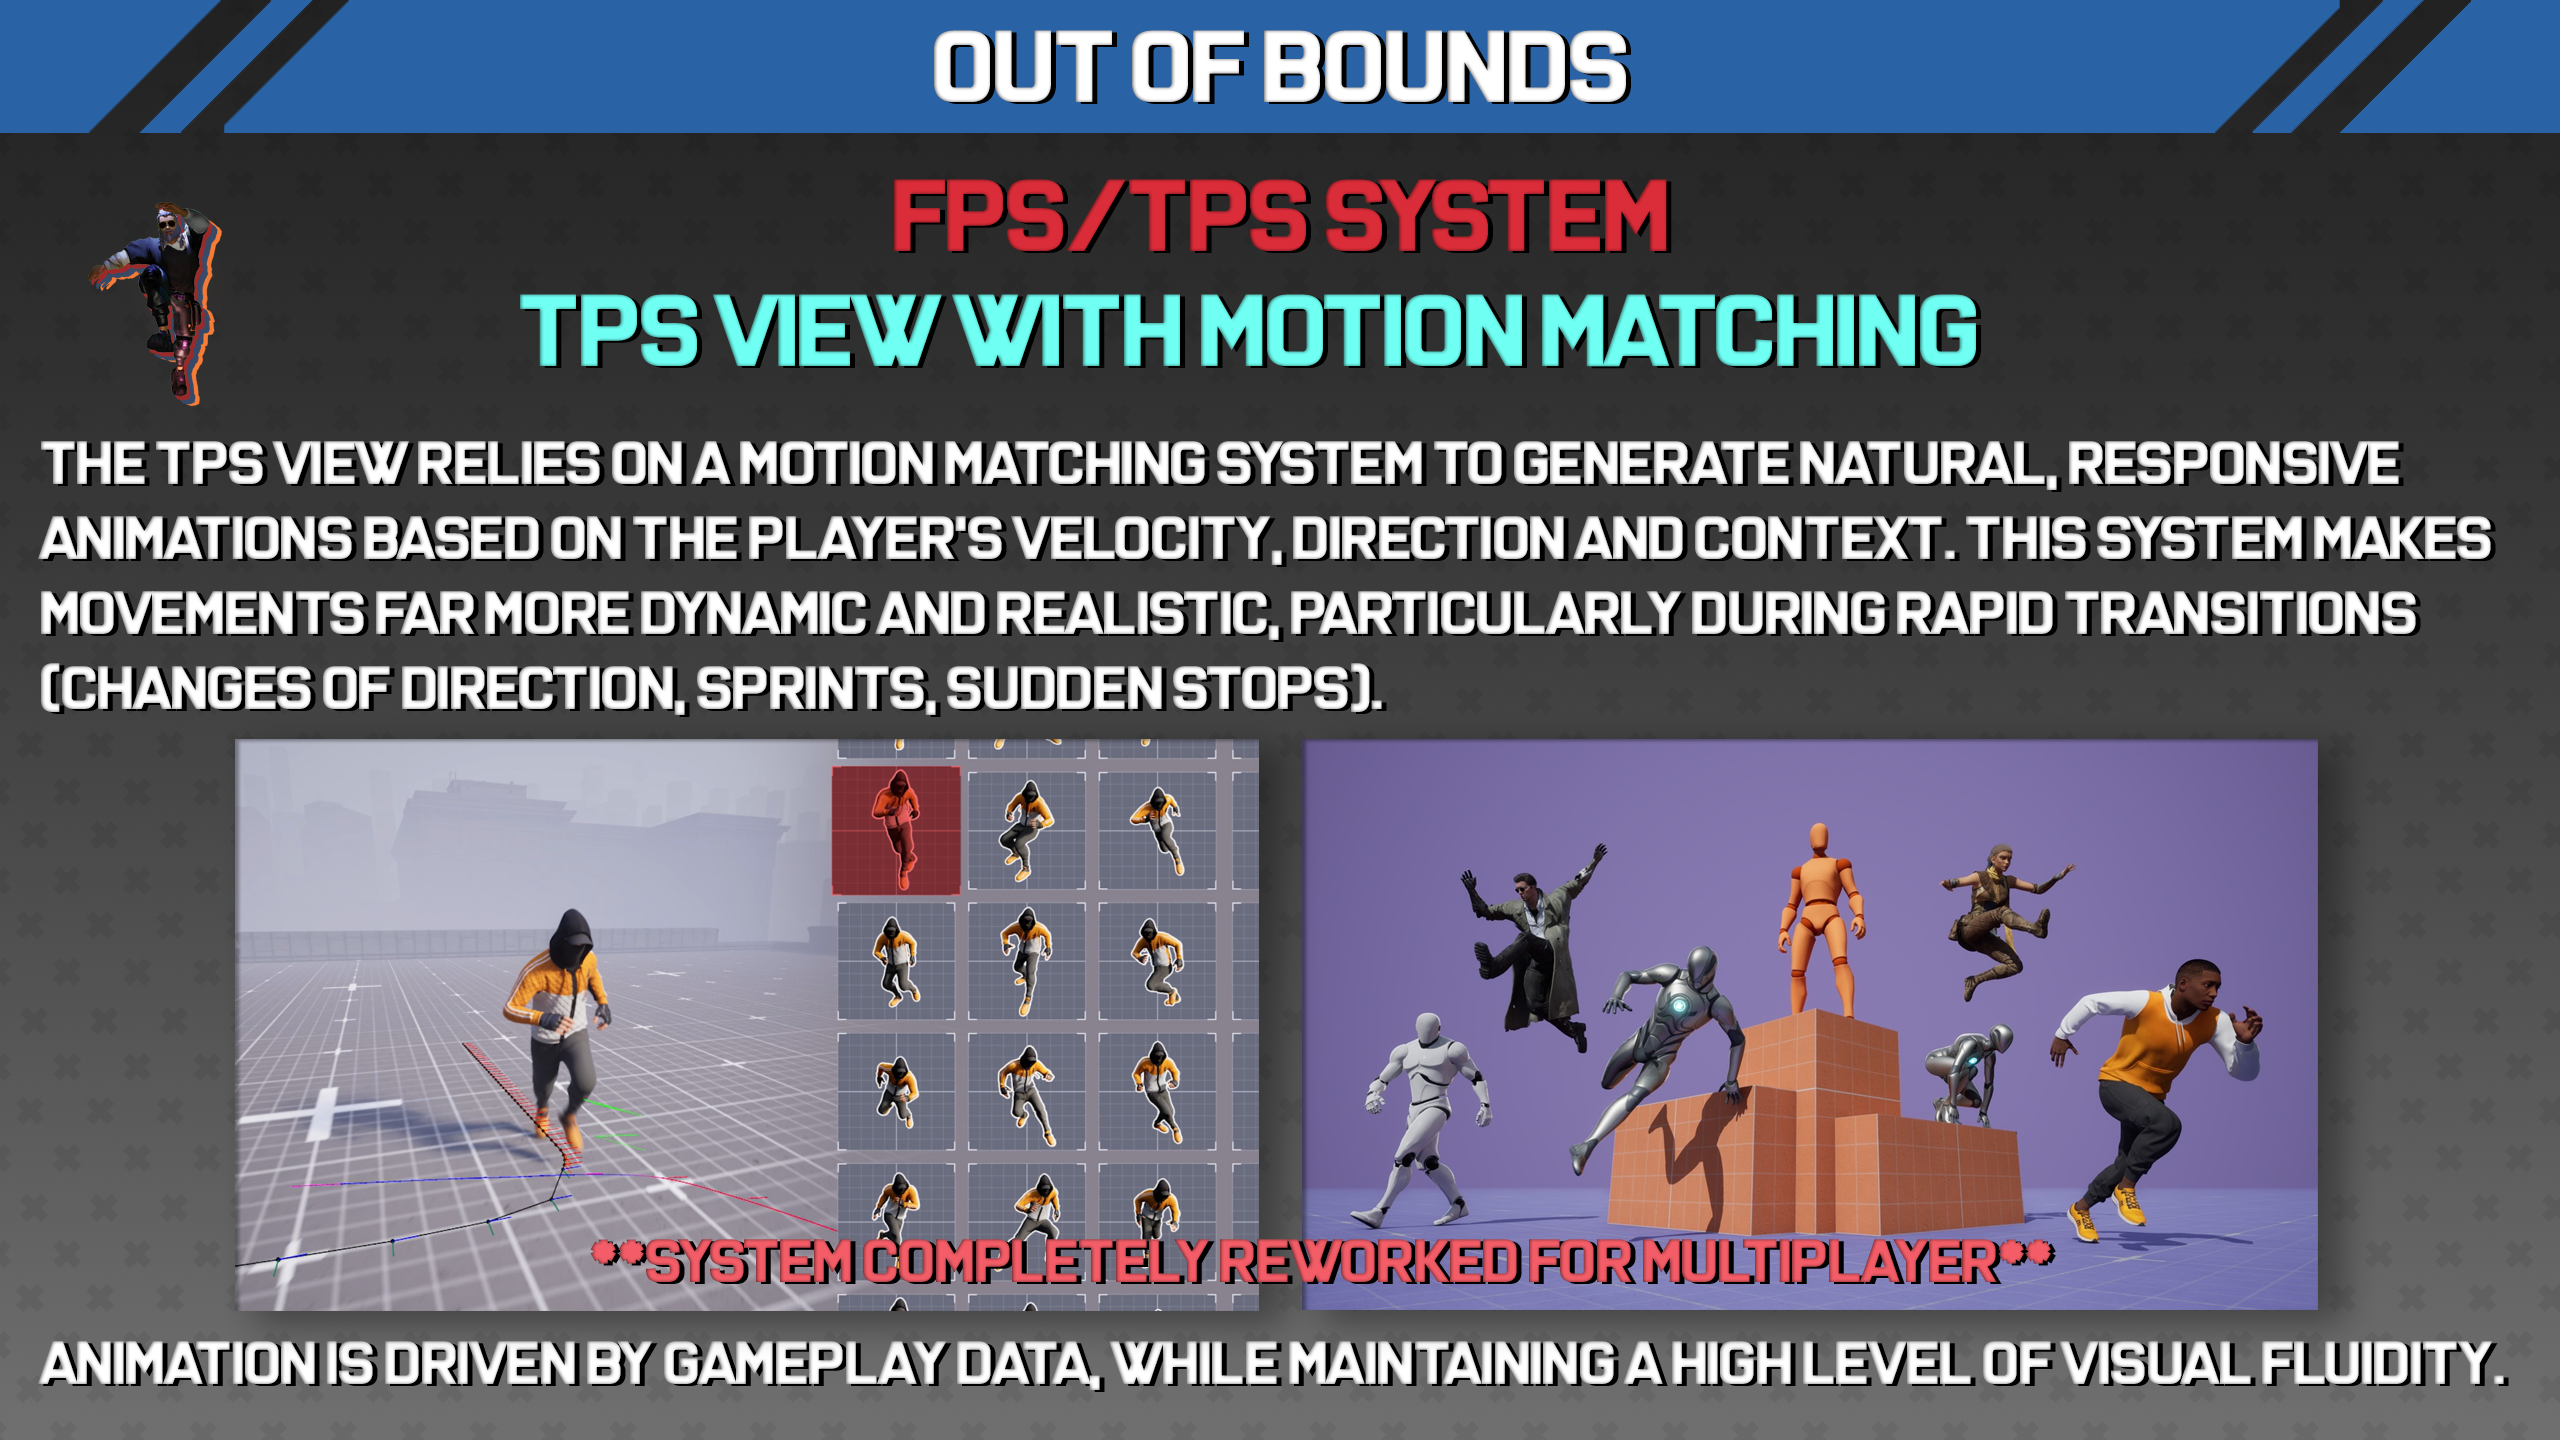 OUT OF BOUNDS
FPS/TPS SYSTEM
TPS VIEW WITH MOTION MATCHING
THE TPS VIEW RELIES ON A MOTION MATCHING SYSTEM TO GENERATE NATURAL, RESPONSIVE
ANIMATIONS BASED ON THE PLAYER'S VELOCITY, DIRECTION AND CONTEXT. THIS SYSTEM MAKES
MOVEMENTS FAR MORE DYNAMIC AND REALISTIC, PARTICULARLY DURING RAPID TRANSITIONS
(CHANGES OF DIRECTION, SPRINTS, SUDDEN STOPS).
**SYSTEM COMPLETELY REWORKED FOR MULTIPLAYER**
ANIMATION IS DRIVEN BY GAMEPLAY DATA, WHILE MAINTAINING A HIGH LEVEL OF VISUAL FLUIDITY.